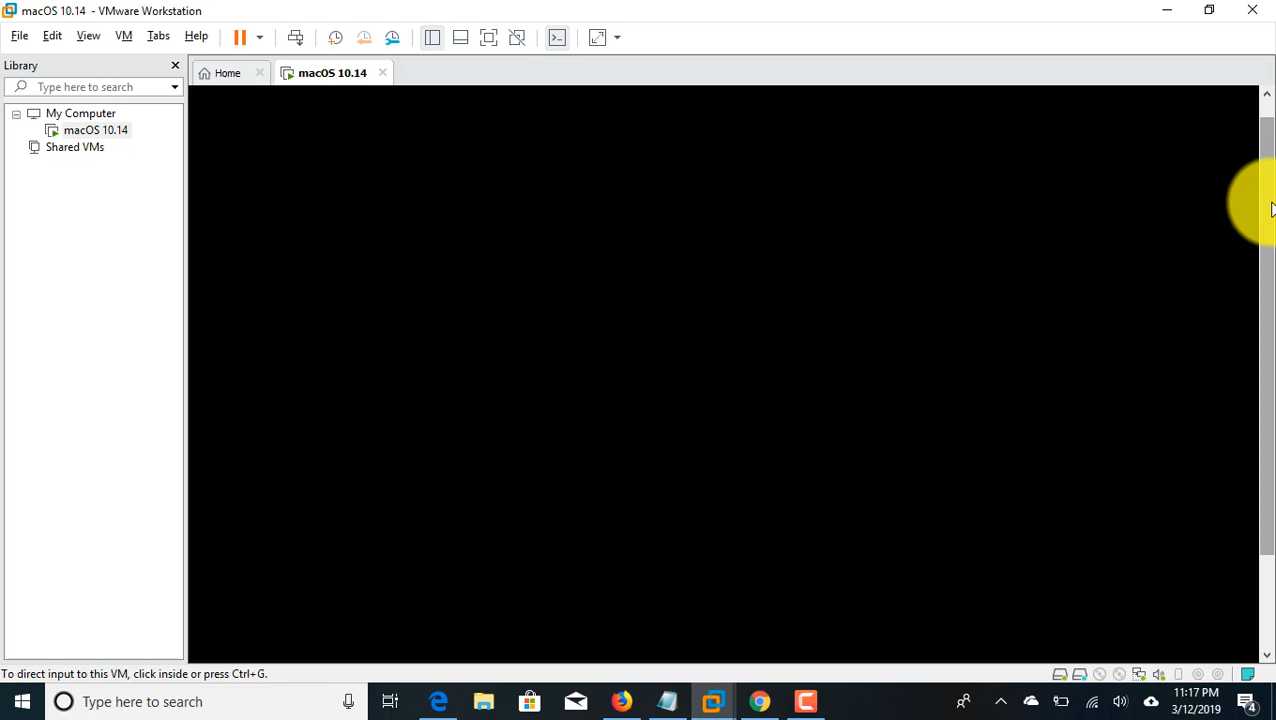 macOS 10.14 - VMware Workstation
File Edit View VM Tabs Help
Library
Home
macOS 10.14
Type here to search
My Computer
macOS 10.14
Shared VMs
To direct input to this VM, click inside or press Ctrl+G.
Type here to search
11:17 PM
3/12/2019
4